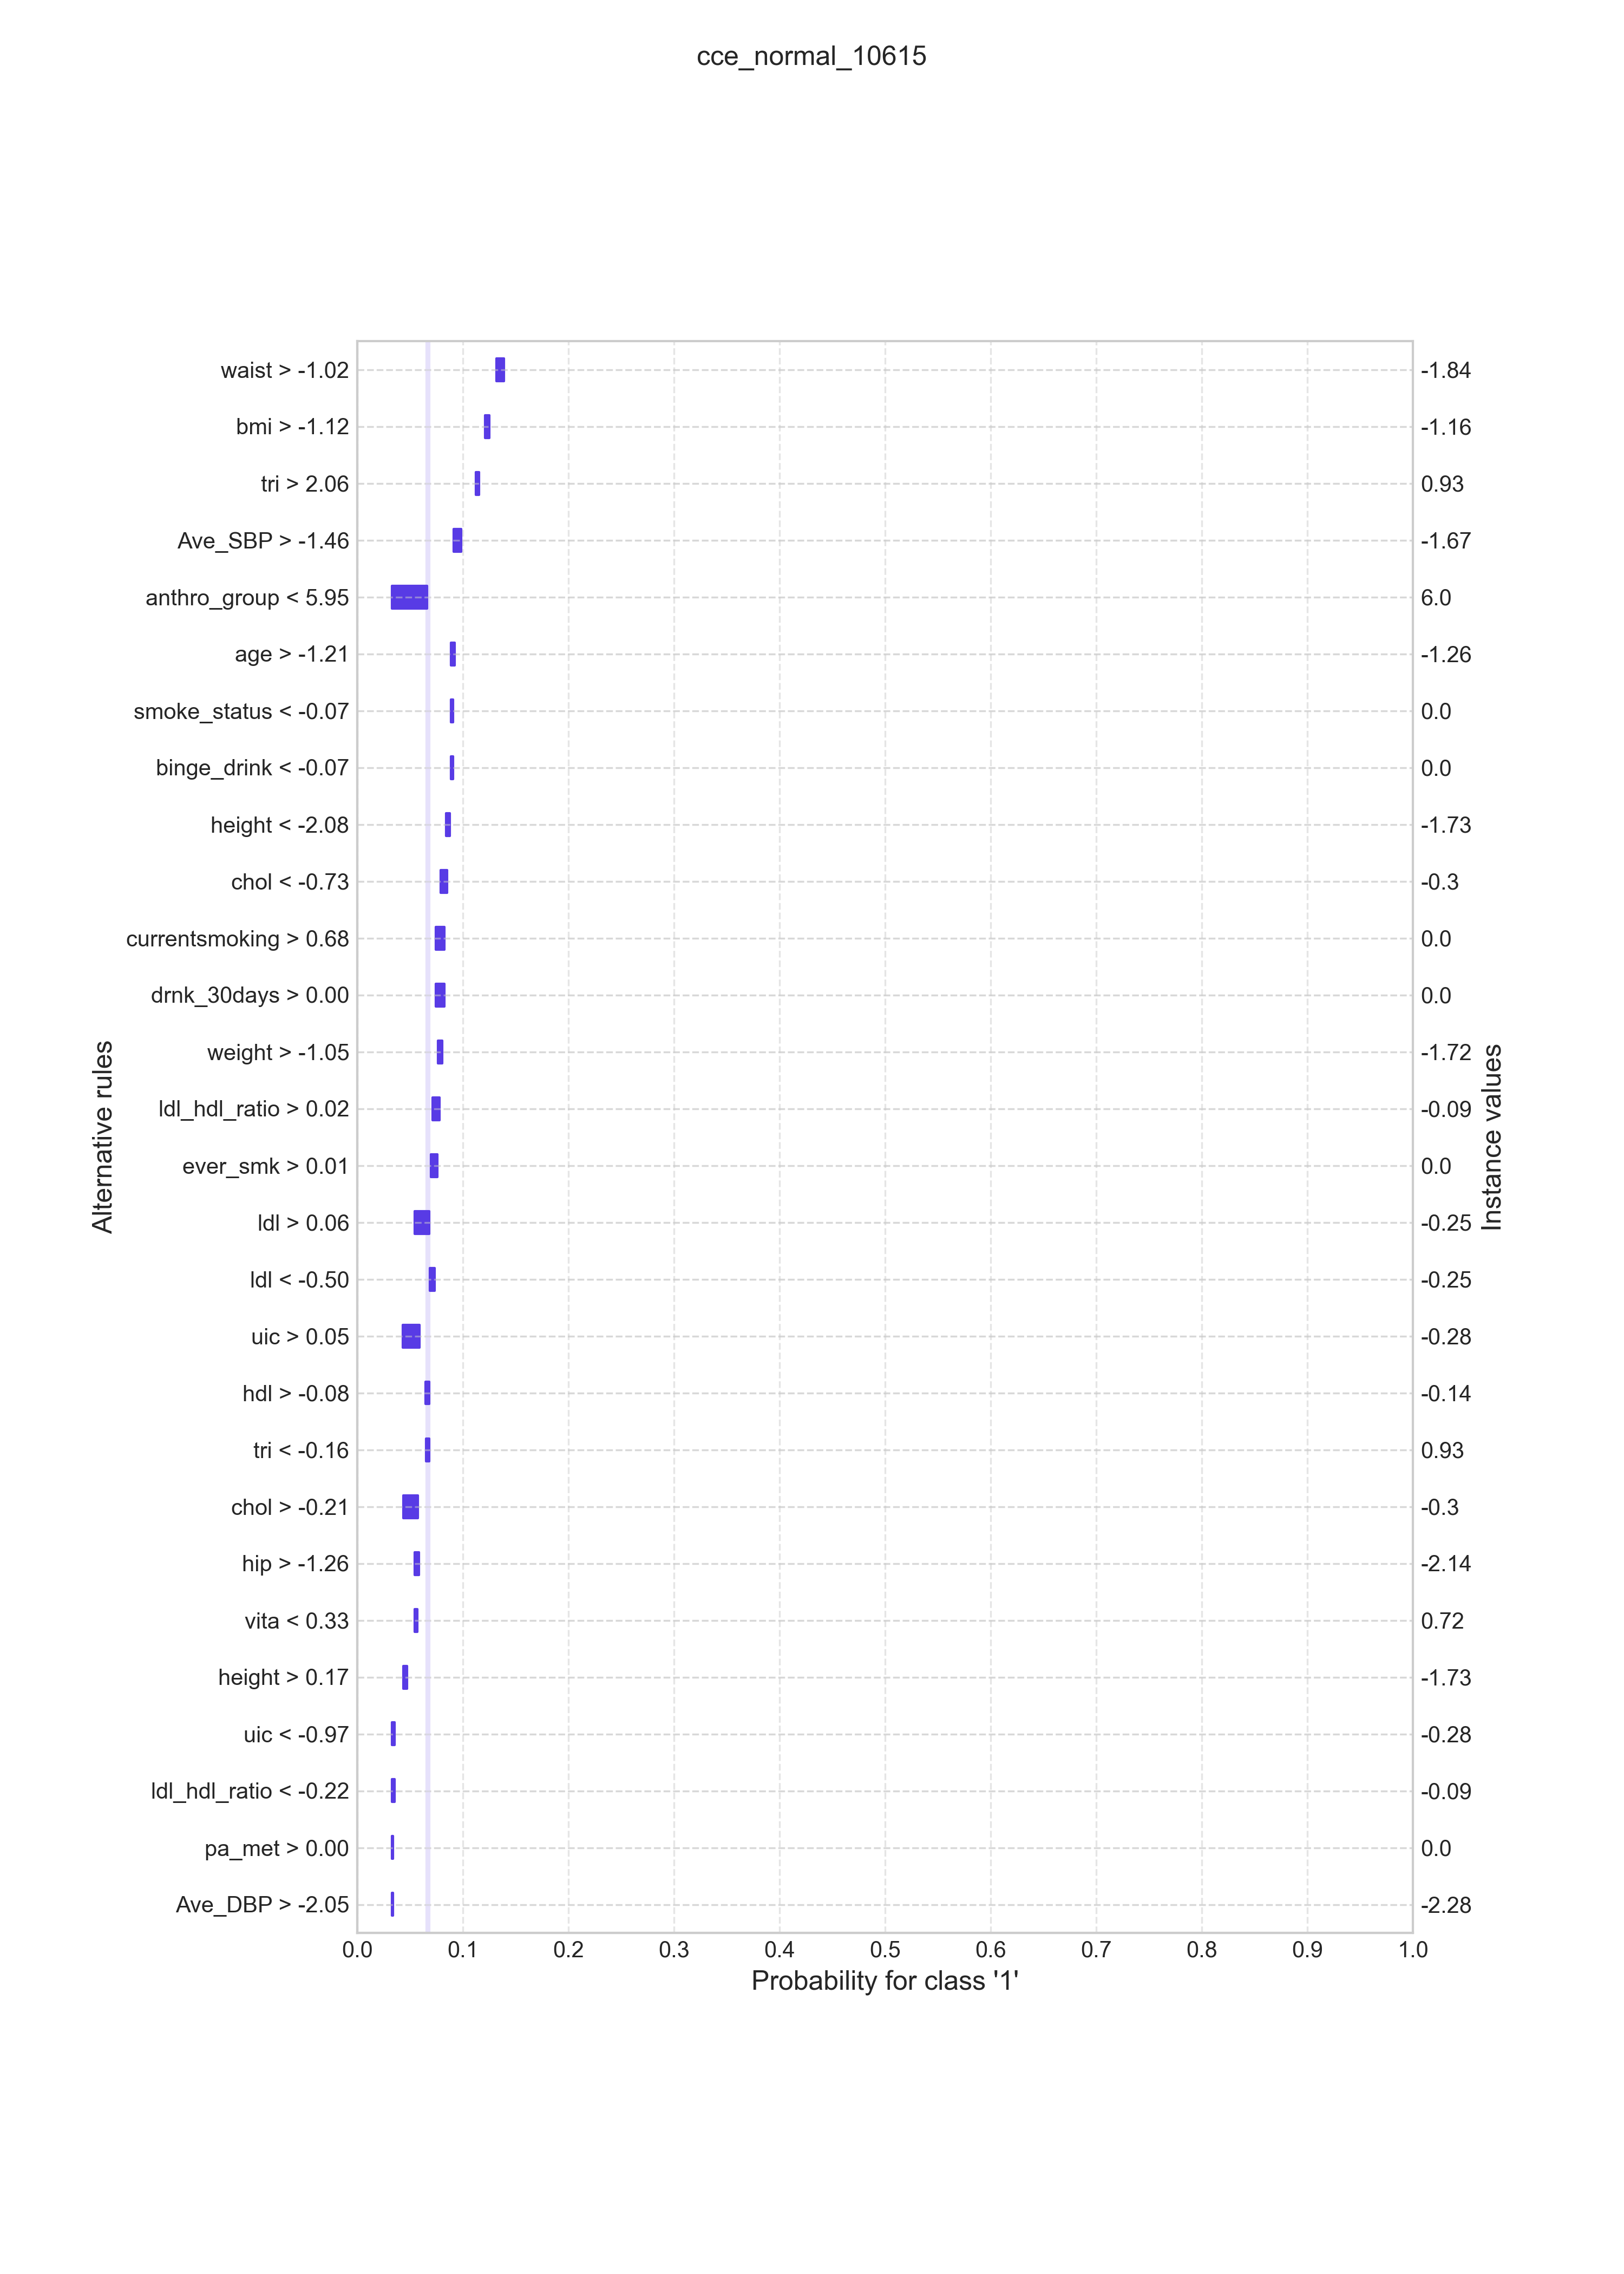 cce_normal_10615
waist > -1.02 -1.84
bmi > -1.12 -1.16
tri > 2.06 0.93
Ave_SBP > -1.46 -1.67
anthro_group < 5.95 6.0
age > -1.21 -1.26
smoke_status < -0.07 0.0
binge_drink < -0.07 0.0
height < -2.08 -1.73
chol < -0.73 -0.3
currentsmoking > 0.68 0.0
drnk_30days > 0.00 0.0
weight > -1.05 -1.72
ldl_hdl_ratio > 0.02 -0.09
ever_smk > 0.01 0.0
ldl > 0.06 -0.25
ldl < -0.50 -0.25
uic > 0.05 -0.28
hdl > -0.08 -0.14
tri < -0.16 0.93
chol > -0.21 -0.3
hip > -1.26 -2.14
vita < 0.33 0.72
height > 0.17 -1.73
uic < -0.97 -0.28
ldl_hdl_ratio < -0.22 -0.09
pa_met > 0.00 0.0
Ave_DBP > -2.05 -2.28
Alternative rules
Instance values
0.0 0.1 0.2 0.3 0.4 0.5 0.6 0.7 0.8 0.9 1.0
Probability for class '1'